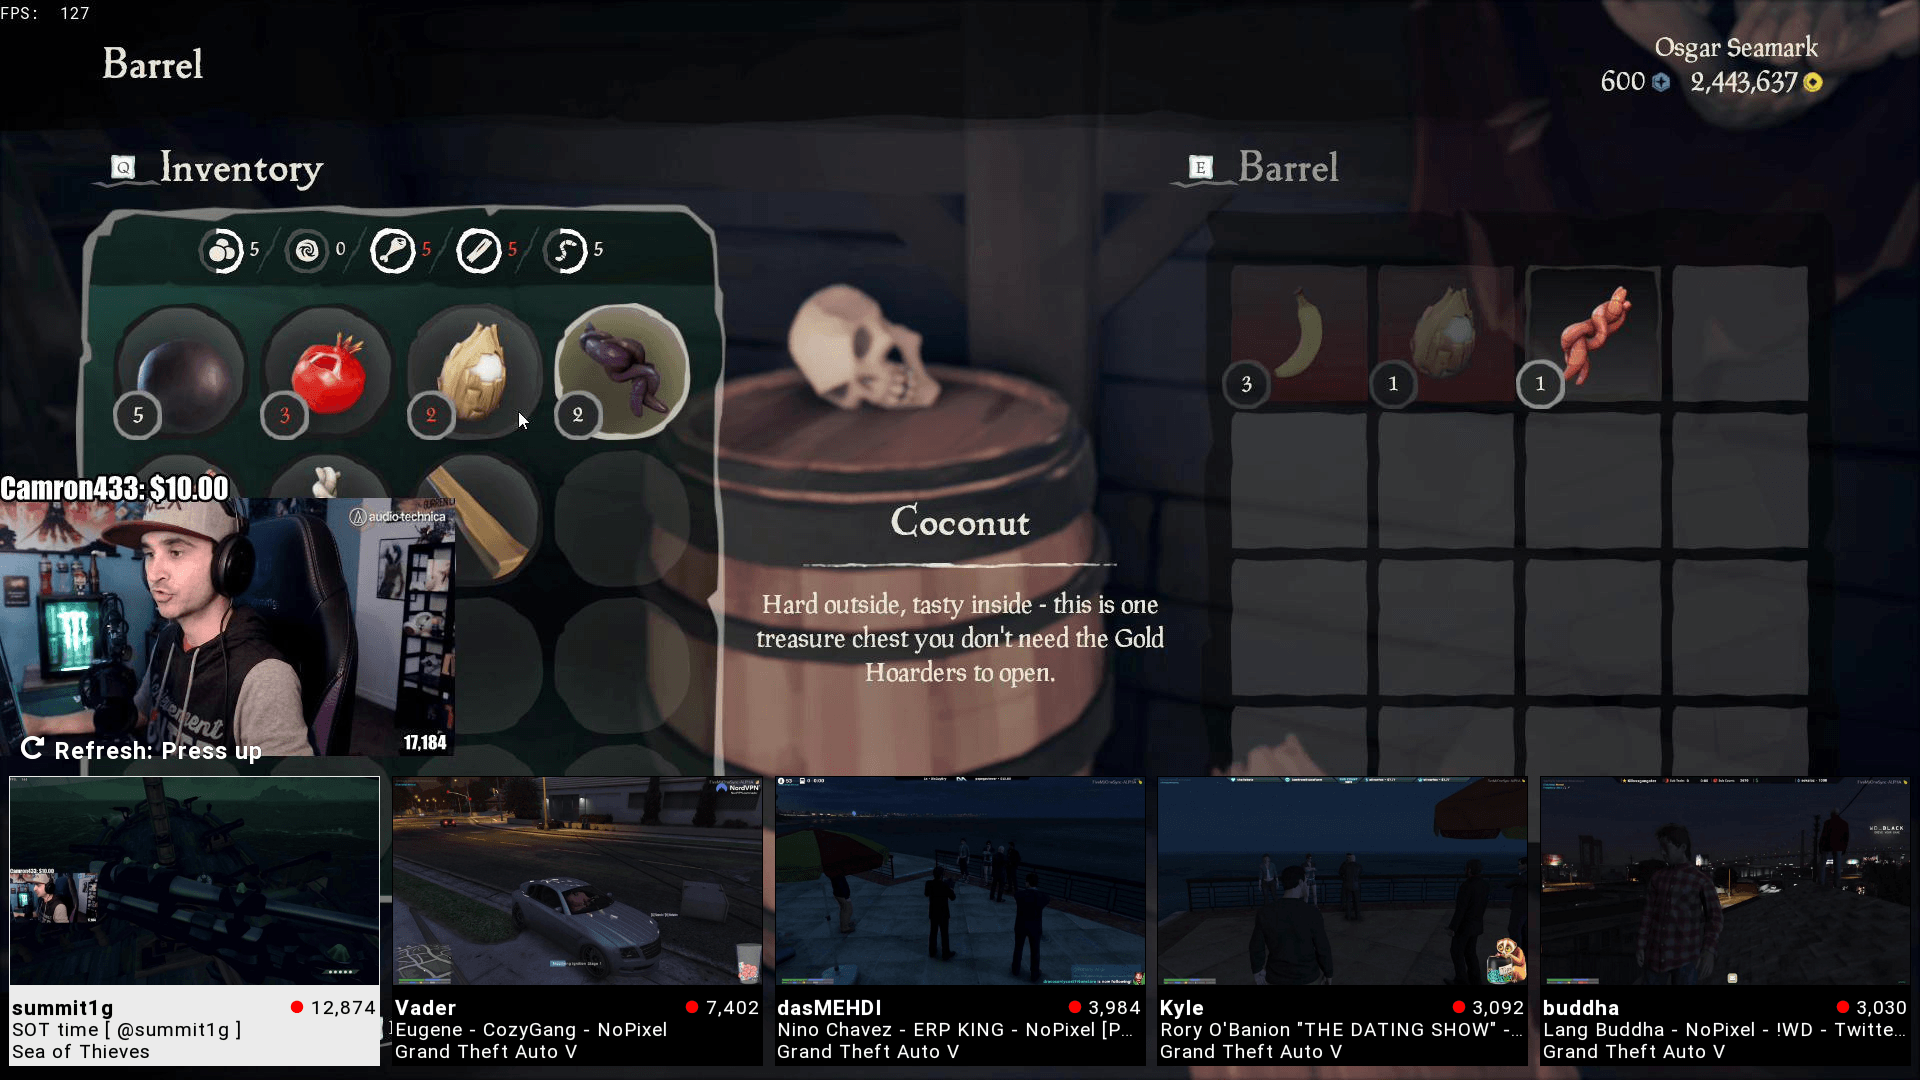 FPS: 127
Barrel
Osgar Seamark
600 2,443,637
Q Inventory
E Barrel
5 0 5 5 5
5 3 2 2
3 1 1
Camron433: $10.00
audio-technica
Coconut
Hard outside, tasty inside - this is one
treasure chest you don't need the Gold
Hoarders to open.
17,184
Refresh: Press up
NordVPN
WD_BLACK
summit1g 12,874
SOT time [ @summit1g ]
Sea of Thieves
Vader 7,402
Eugene - CozyGang - NoPixel
Grand Theft Auto V
dasMEHDI 3,984
Nino Chavez - ERP KING - NoPixel [P...
Grand Theft Auto V
Kyle 3,092
Rory O'Banion "THE DATING SHOW" -...
Grand Theft Auto V
buddha 3,030
Lang Buddha - NoPixel - !WD - Twitte...
Grand Theft Auto V